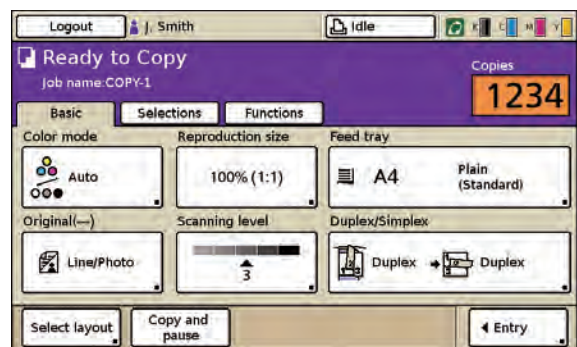 Logout
J. Smith
Idle
K C M Y
Ready to Copy
Job name:COPY-1
Copies
1234
Basic
Selections
Functions
Color mode
Reproduction size
Feed tray
Auto
100% (1:1)
A4
Plain
(Standard)
Original(—)
Scanning level
Duplex/Simplex
Line/Photo
3
Duplex
Duplex
Select layout
Copy and
pause
Entry